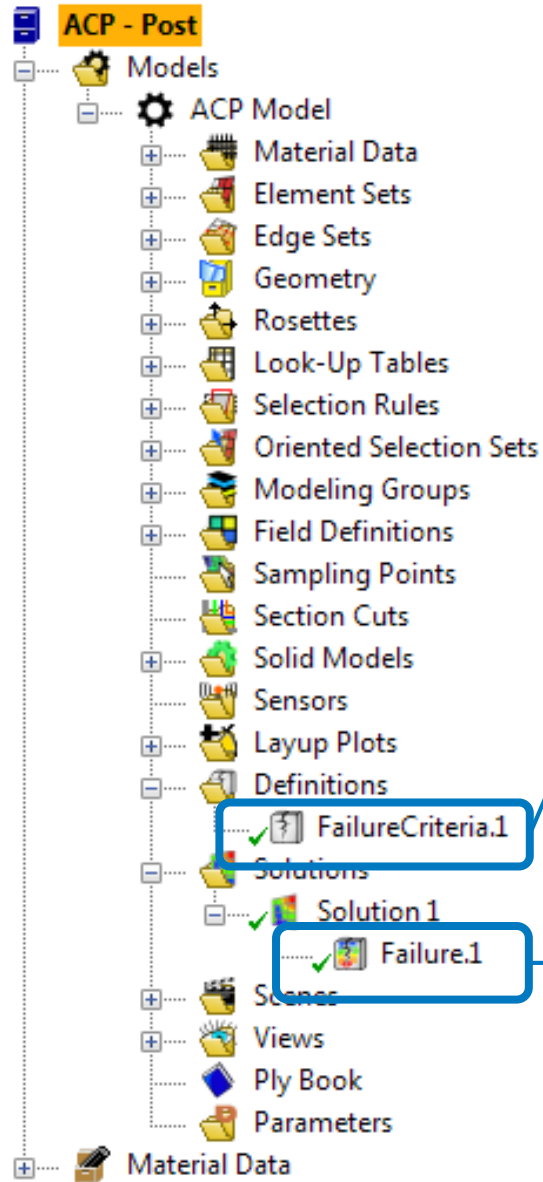 ACP - Post
Models
ACP Model
Material Data
Element Sets
Edge Sets
Geometry
Rosettes
Look-Up Tables
Selection Rules
Oriented Selection Sets
Modeling Groups
Field Definitions
Sampling Points
Section Cuts
Solid Models
Sensors
Layup Plots
Definitions
FailureCriteria.1
Solutions
Solution 1
Failure.1
Scenes
Views
Ply Book
Parameters
Material Data